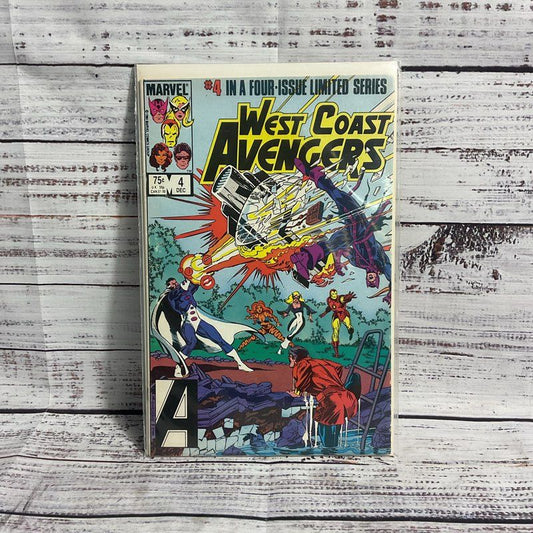 MARVEL
#4 IN A FOUR-ISSUE LIMITED SERIES
WEST COAST
AVENGERS
75¢
4
DEC
A